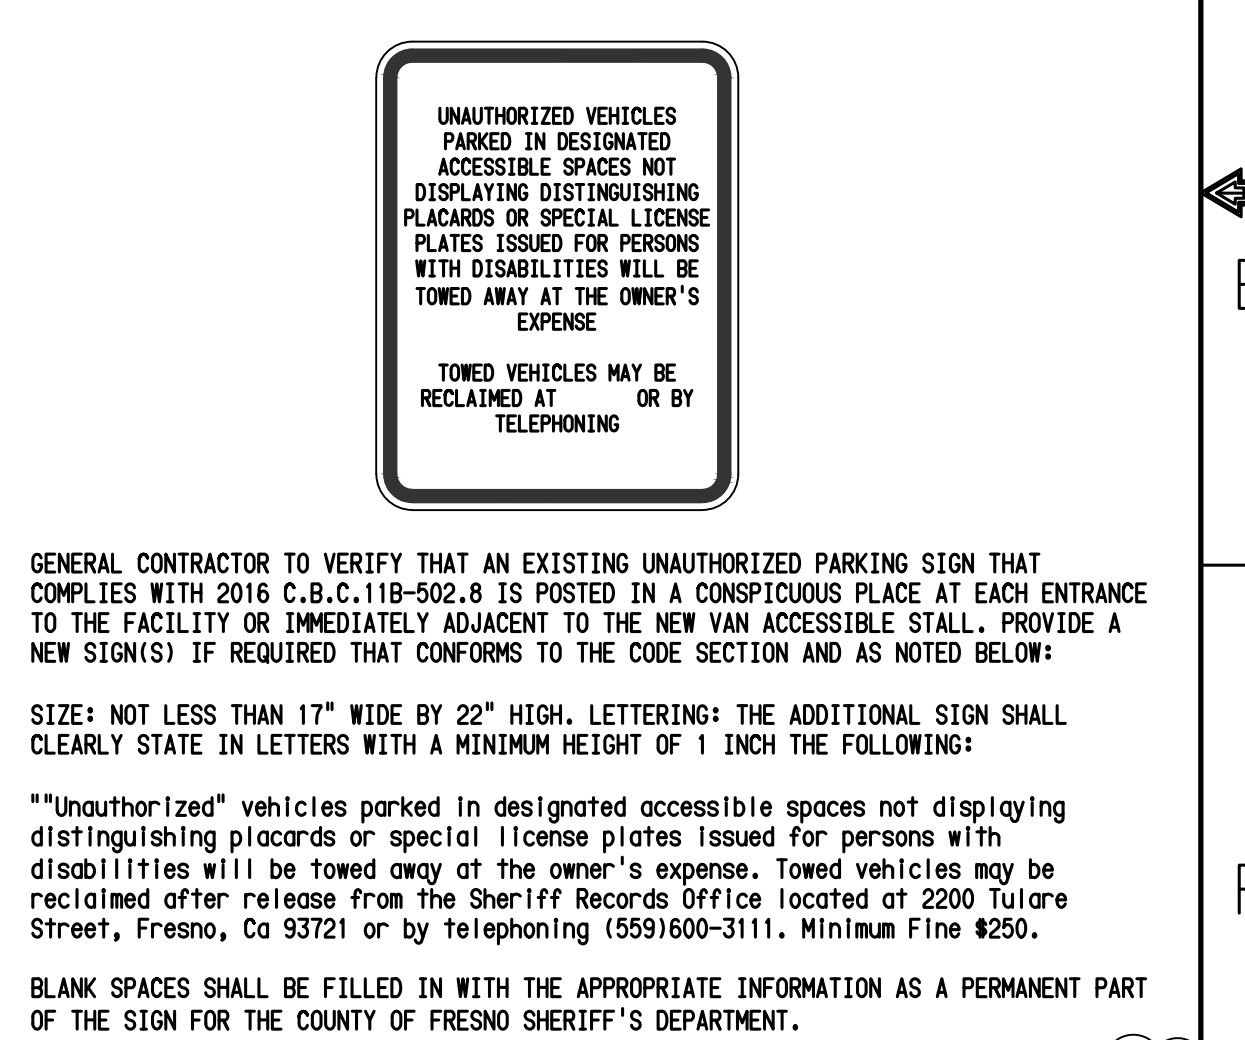 UNAUTHORIZED VEHICLES
PARKED IN DESIGNATED
ACCESSIBLE SPACES NOT
DISPLAYING DISTINGUISHING
PLACARDS OR SPECIAL LICENSE
PLATES ISSUED FOR PERSONS
WITH DISABILITIES WILL BE
TOWED AWAY AT THE OWNER'S
EXPENSE
TOWED VEHICLES MAY BE
RECLAIMED AT OR BY
TELEPHONING
GENERAL CONTRACTOR TO VERIFY THAT AN EXISTING UNAUTHORIZED PARKING SIGN THAT
COMPLIES WITH 2016 C.B.C.11B-502.8 IS POSTED IN A CONSPICUOUS PLACE AT EACH ENTRANCE
TO THE FACILITY OR IMMEDIATELY ADJACENT TO THE NEW VAN ACCESSIBLE STALL. PROVIDE A
NEW SIGN(S) IF REQUIRED THAT CONFORMS TO THE CODE SECTION AND AS NOTED BELOW:
SIZE: NOT LESS THAN 17" WIDE BY 22" HIGH. LETTERING: THE ADDITIONAL SIGN SHALL
CLEARLY STATE IN LETTERS WITH A MINIMUM HEIGHT OF 1 INCH THE FOLLOWING:
""Unauthorized" vehicles parked in designated accessible spaces not displaying
distinguishing placards or special license plates issued for persons with
disabilities will be towed away at the owner's expense. Towed vehicles may be
reclaimed after release from the Sheriff Records Office located at 2200 Tulare
Street, Fresno, Ca 93721 or by telephoning (559)600-3111. Minimum Fine $250.
BLANK SPACES SHALL BE FILLED IN WITH THE APPROPRIATE INFORMATION AS A PERMANENT PART
OF THE SIGN FOR THE COUNTY OF FRESNO SHERIFF'S DEPARTMENT.